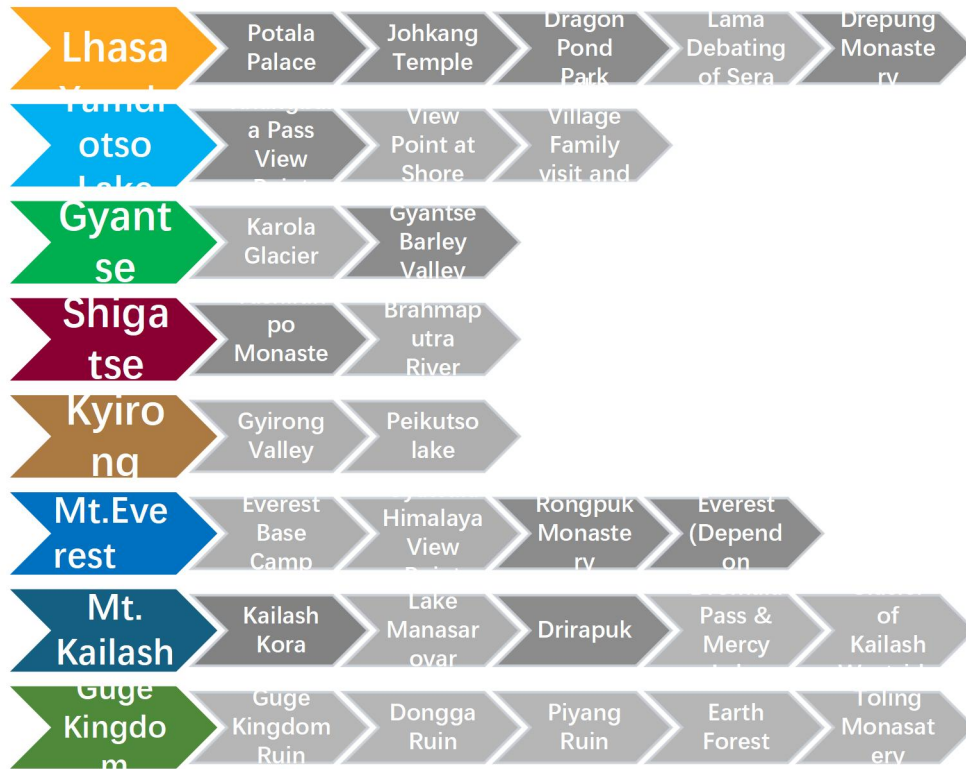 Lhasa
Potala
Palace
Johkang
Temple
Dragon
Pond
Park
Lama
Debating
of Sera
Drepung
Monaste
ry
Yamdr
otso
Lake
a Pass
View
Point
View
Point at
Shore
Village
Family
visit and
Gyant
se
Karola
Glacier
Gyantse
Barley
Valley
Shiga
tse
po
Monaste
Brahmap
utra
River
Kyiro
ng
Gyirong
Valley
Peikutso
lake
Mt.Eve
rest
Everest
Base
Camp
Himalaya
View
Point
Rongpuk
Monaste
ry
Everest
(Depend
on
Mt.
Kailash
Kailash
Kora
Lake
Manasar
ovar
Drirapuk
Pass &
Mercy
of
Kailash
Guge
Kingdo
m
Guge
Kingdom
Ruin
Dongga
Ruin
Piyang
Ruin
Earth
Forest
Toling
Monasat
ery